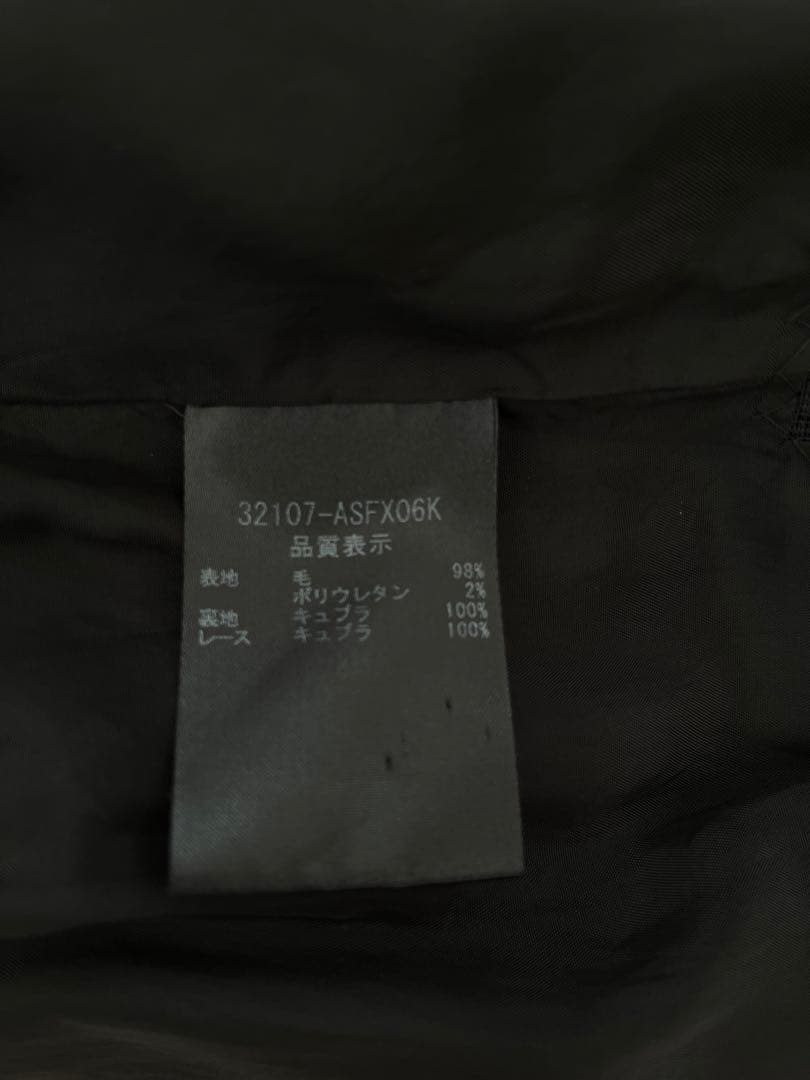 32107-ASFX06K
品質表示
表地 毛 98%
ポリウレタン 2%
裏地 キュプラ 100%
レース キュプラ 100%